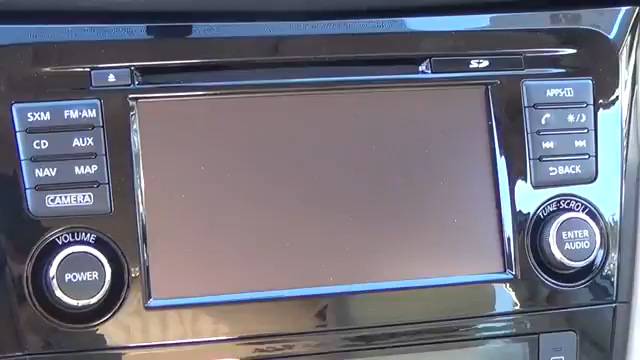 SD
SXM FM·AM
CD AUX
NAV MAP
CAMERA
VOLUME
POWER
APPS·i
BACK
TUNE·SCROLL
ENTER
AUDIO